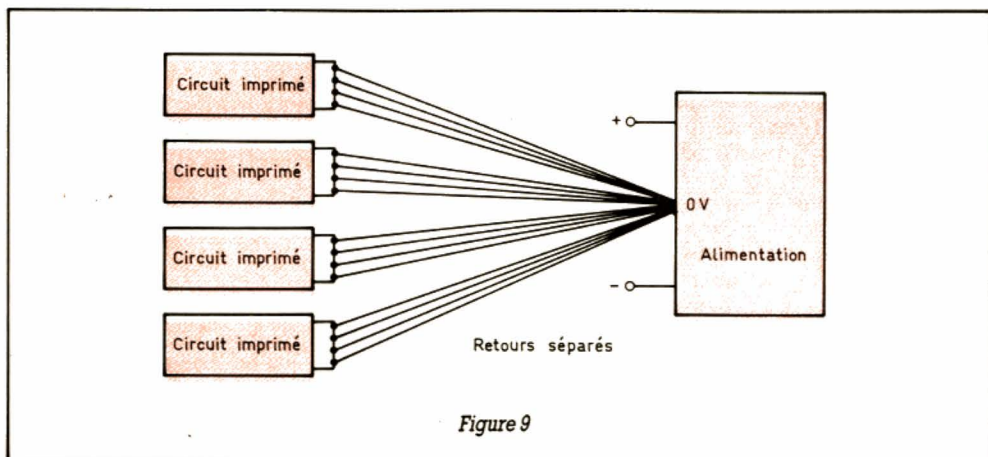 Circuit imprimé
Circuit imprimé
Circuit imprimé
Circuit imprimé
+
0 V
Alimentation
−
Retours séparés
Figure 9